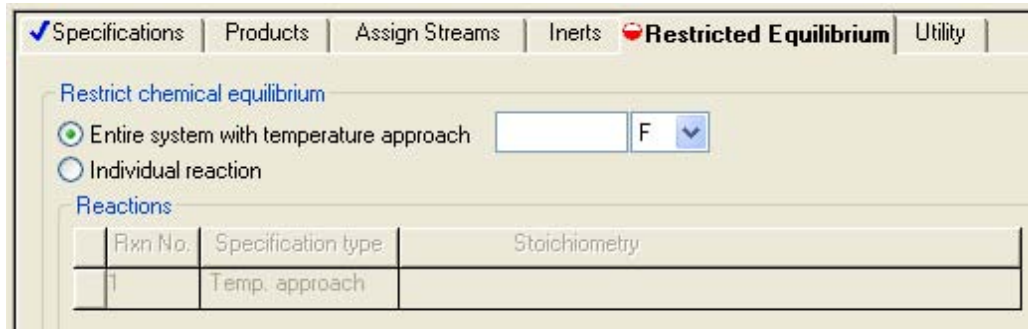 Specifications Products Assign Streams Inerts Restricted Equilibrium Utility
Restrict chemical equilibrium
Entire system with temperature approach F
Individual reaction
Reactions
Rxn No. Specification type Stoichiometry
1 Temp. approach